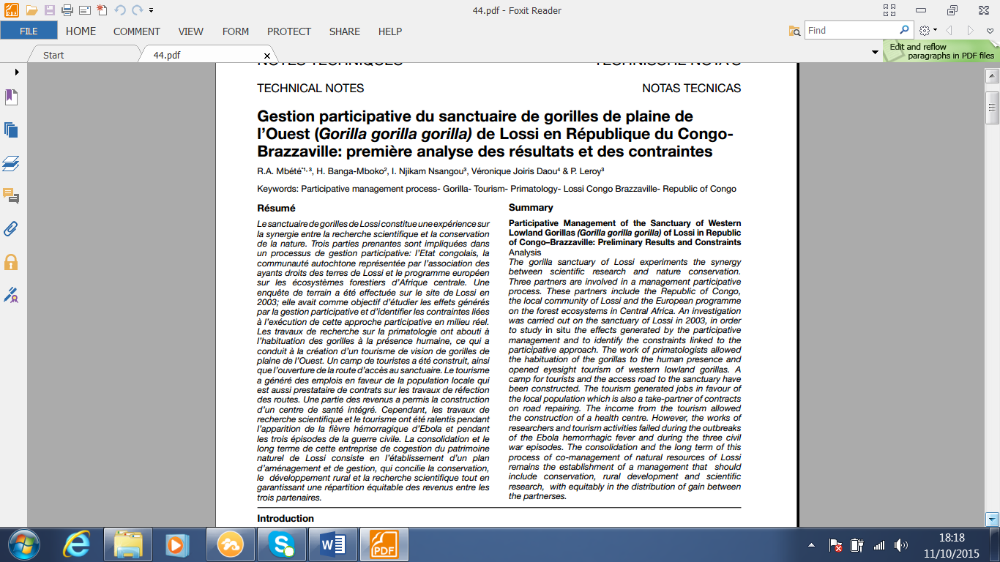 44.pdf - Foxit Reader
FILE HOME COMMENT VIEW FORM PROTECT SHARE HELP
Find
Start
44.pdf
Edit and reflow
paragraphs in PDF files
NOTES TECHNIQUES TECHNISCHE NOTA'S
TECHNICAL NOTES NOTAS TECNICAS
Gestion participative du sanctuaire de gorilles de plaine de
l'Ouest (Gorilla gorilla gorilla) de Lossi en République du Congo-
Brazzaville: première analyse des résultats et des contraintes
R.A. Mbété*1, 3, H. Banga-Mboko2, I. Njikam Nsangou3, Véronique Joiris Daou4 & P. Leroy3
Keywords: Participative management process- Gorilla- Tourism- Primatology- Lossi Congo Brazzaville- Republic of Congo
Résumé
Le sanctuaire de gorilles de Lossi constitue une expérience sur
la synergie entre la recherche scientifique et la conservation
de la nature. Trois parties prenantes sont impliquées dans
un processus de gestion participative: l'Etat congolais, la
communauté autochtone représentée par l'association des
ayants droits des terres de Lossi et le programme européen
sur les écosystèmes forestiers d'Afrique centrale. Une
enquête de terrain a été effectuée sur le site de Lossi en
2003; elle avait comme objectif d'étudier les effets générés
par la gestion participative et d'identifier les contraintes liées
à l'exécution de cette approche participative en milieu réel.
Les travaux de recherche sur la primatologie ont abouti à
l'habituation des gorilles à la présence humaine, ce qui a
conduit à la création d'un tourisme de vision de gorilles de
plaine de l'Ouest. Un camp de touristes a été construit, ainsi
que l'ouverture de la route d'accès au sanctuaire. Le tourisme
a généré des emplois en faveur de la population locale qui
est aussi prestataire de contrats sur les travaux de réfection
des routes. Une partie des revenus a permis la construction
d'un centre de santé intégré. Cependant, les travaux de
recherche scientifique et le tourisme ont été ralentis pendant
l'apparition de la fièvre hémorragique d'Ebola et pendant
les trois épisodes de la guerre civile. La consolidation et le
long terme de cette entreprise de cogestion du patrimoine
naturel de Lossi consiste en l'établissement d'un plan
d'aménagement et de gestion, qui concilie la conservation,
le développement rural et la recherche scientifique tout en
garantissant une répartition équitable des revenus entre les
trois partenaires.
Summary
Participative Management of the Sanctuary of Western
Lowland Gorillas (Gorilla gorilla gorilla) of Lossi in Republic
of Congo–Brazzaville: Preliminary Results and Constraints
Analysis
The gorilla sanctuary of Lossi experiments the synergy
between scientific research and nature conservation.
Three partners are involved in a management participative
process. These partners include the Republic of Congo,
the local community of Lossi and the European programme
on the forest ecosystems in Central Africa. An investigation
was carried out on the sanctuary of Lossi in 2003, in order
to study in situ the effects generated by the participative
management and to identify the constraints linked to the
participative approach. The work of primatologists allowed
the habituation of the gorillas to the human presence and
opened eyesight tourism of western lowland gorillas. A
camp for tourists and the access road to the sanctuary have
been constructed. The tourism generated jobs in favour of
the local population which is also a take-partner of contracts
on road repairing. The income from the tourism allowed
the construction of a health centre. However, the works of
researchers and tourism activities failed during the outbreaks
of the Ebola hemorrhagic fever and during the three civil
war episodes. The consolidation and the long term of this
process of co-management of natural resources of Lossi
remains the establishment of a management that should
include conservation, rural development and scientific
research, with equitably in the distribution of gain between
the partnerses.
Introduction
PDF
18:18
11/10/2015